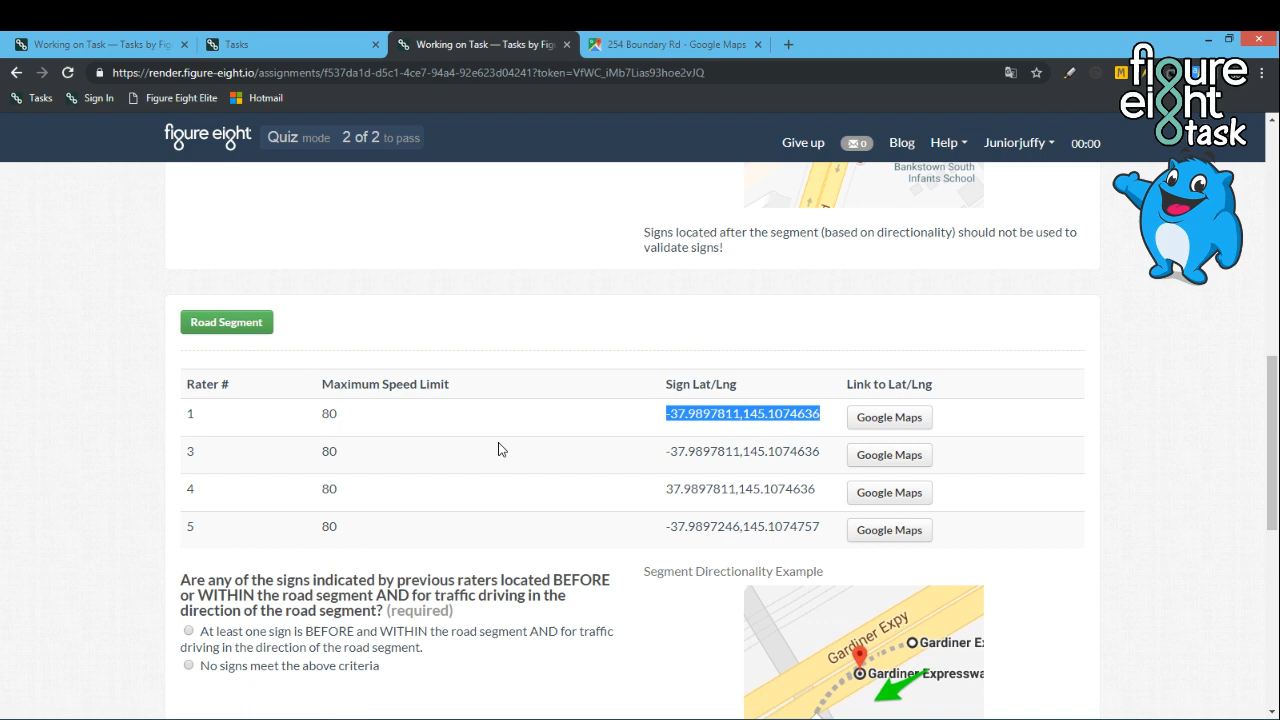 Working on Task — Tasks by Fig
Tasks
Working on Task — Tasks by Figu
254 Boundary Rd - Google Maps
https://render.figure-eight.io/assignments/f537da1d-d5c1-4ce7-94a4-92e623d04241?token=VfWC_iMb7Lias93hoe2vJQ
Tasks
Sign In
Figure Eight Elite
Hotmail
figure
eight
task
figure eight
Quiz mode 2 of 2 to pass
Give up
0
Blog
Help
Juniorjuffy
00:00
Bankstown South
Infants School
Signs located after the segment (based on directionality) should not be used to
validate signs!
Road Segment
Rater # Maximum Speed Limit Sign Lat/Lng Link to Lat/Lng
1 80 -37.9897811,145.1074636 Google Maps
3 80 -37.9897811,145.1074636 Google Maps
4 80 37.9897811,145.1074636 Google Maps
5 80 -37.9897246,145.1074757 Google Maps
Are any of the signs indicated by previous raters located BEFORE
or WITHIN the road segment AND for traffic driving in the
direction of the road segment? (required)
At least one sign is BEFORE and WITHIN the road segment AND for traffic
driving in the direction of the road segment.
No signs meet the above criteria
Segment Directionality Example
Gardiner Expy
Gardiner Ex
Gardiner Expresswa